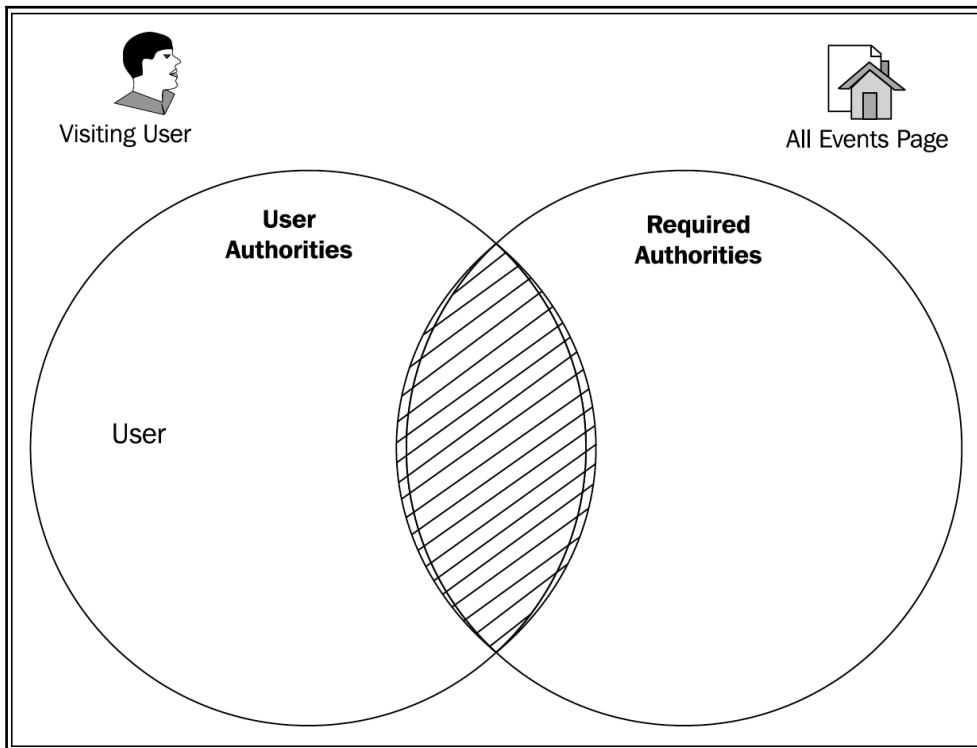 Visiting User
All Events Page
User
Authorities
Required
Authorities
User